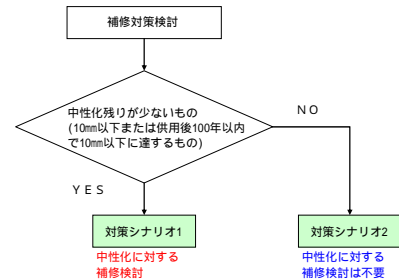 補修対策検討
中性化残りが少ないもの
(10㎜以下または供用後100年以内
で10㎜以下に達するもの)
ＮＯ
ＹＥＳ
対策シナリオ1
中性化に対する
補修検討
対策シナリオ2
中性化に対する
補修検討は不要